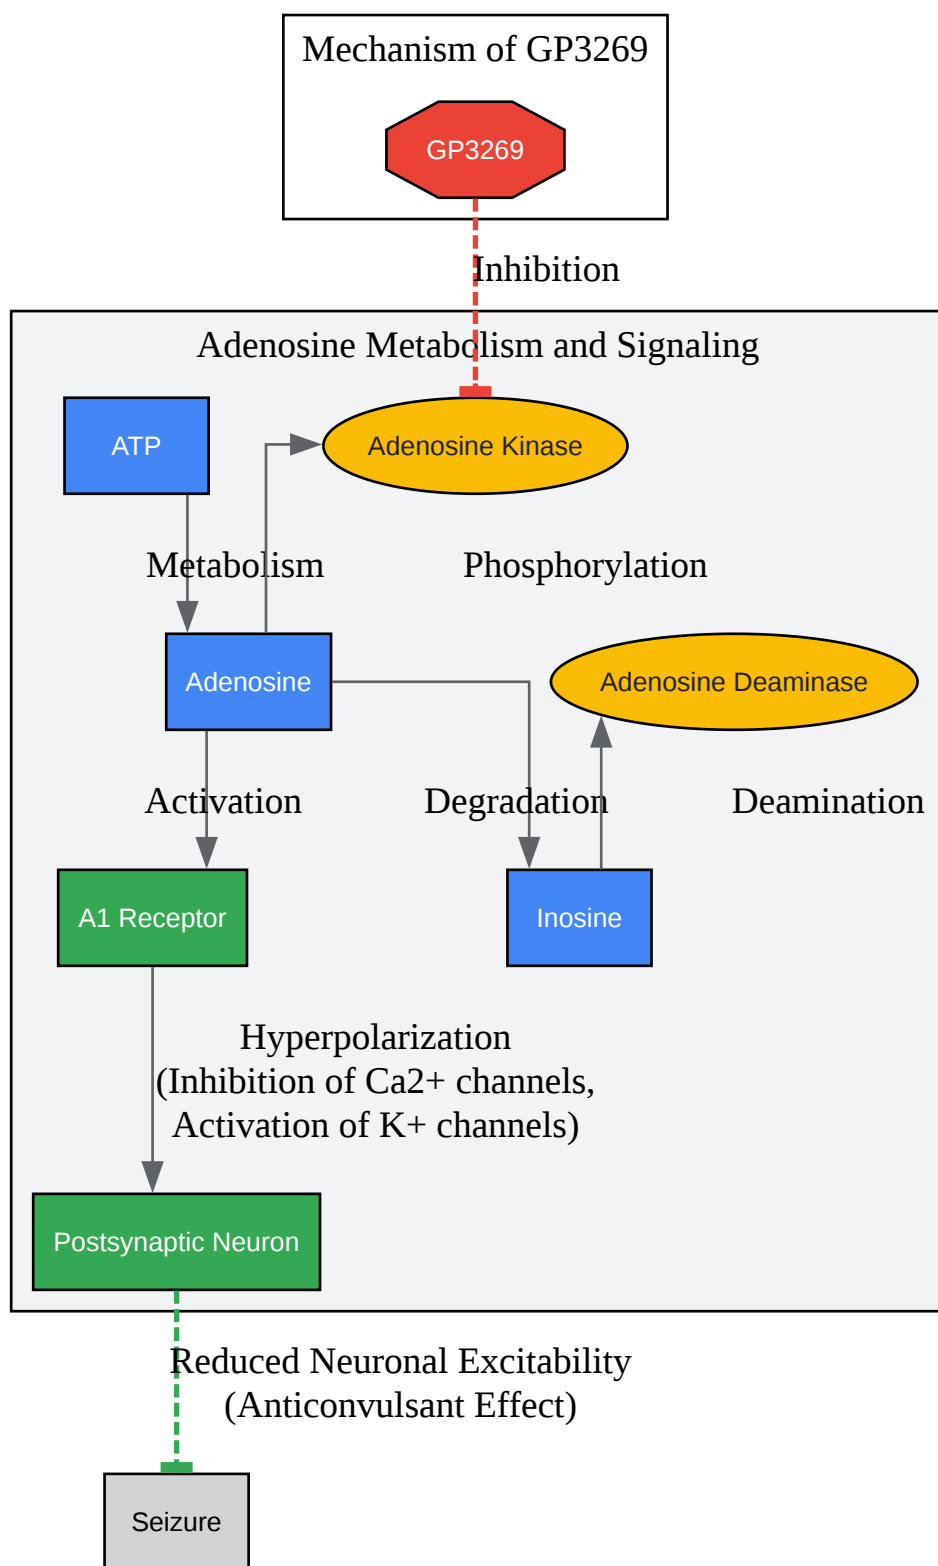 Mechanism of GP3269
GP3269
Inhibition
Adenosine Metabolism and Signaling
ATP
Adenosine Kinase
Metabolism
Phosphorylation
Adenosine
Adenosine Deaminase
Activation
Degradation
Deamination
A1 Receptor
Inosine
Hyperpolarization
(Inhibition of Ca2+ channels,
Activation of K+ channels)
Postsynaptic Neuron
Reduced Neuronal Excitability
(Anticonvulsant Effect)
Seizure